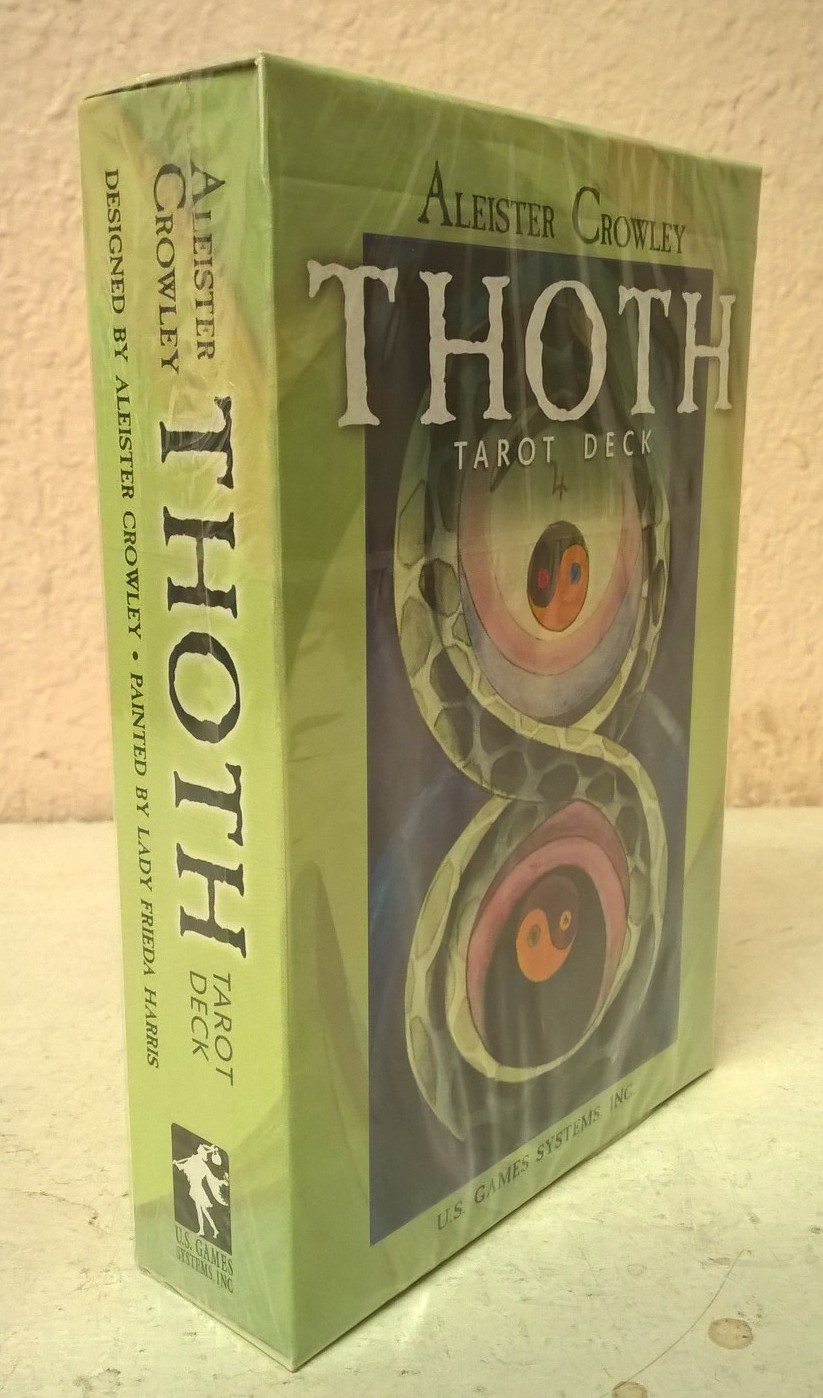 ALEISTER CROWLEY
THOTH
TAROT DECK
U.S. GAMES SYSTEMS INC.
ALEISTER
CROWLEY
THOTH
TAROT
DECK
DESIGNED BY ALEISTER CROWLEY • PAINTED BY LADY FRIEDA HARRIS
U.S. GAMES
SYSTEMS, INC